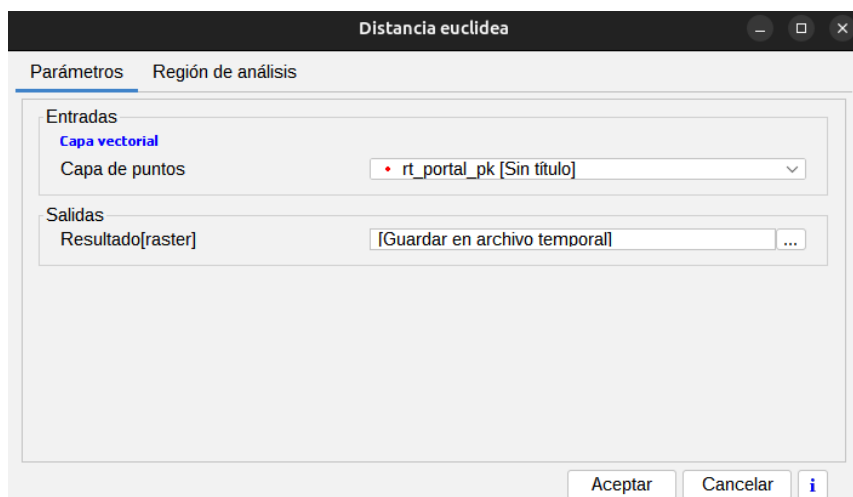 Distancia euclidea
Parámetros Región de análisis
Entradas
Capa vectorial
Capa de puntos rt_portal_pk [Sin título]
Salidas
Resultado[raster] [Guardar en archivo temporal] ...
Aceptar Cancelar i